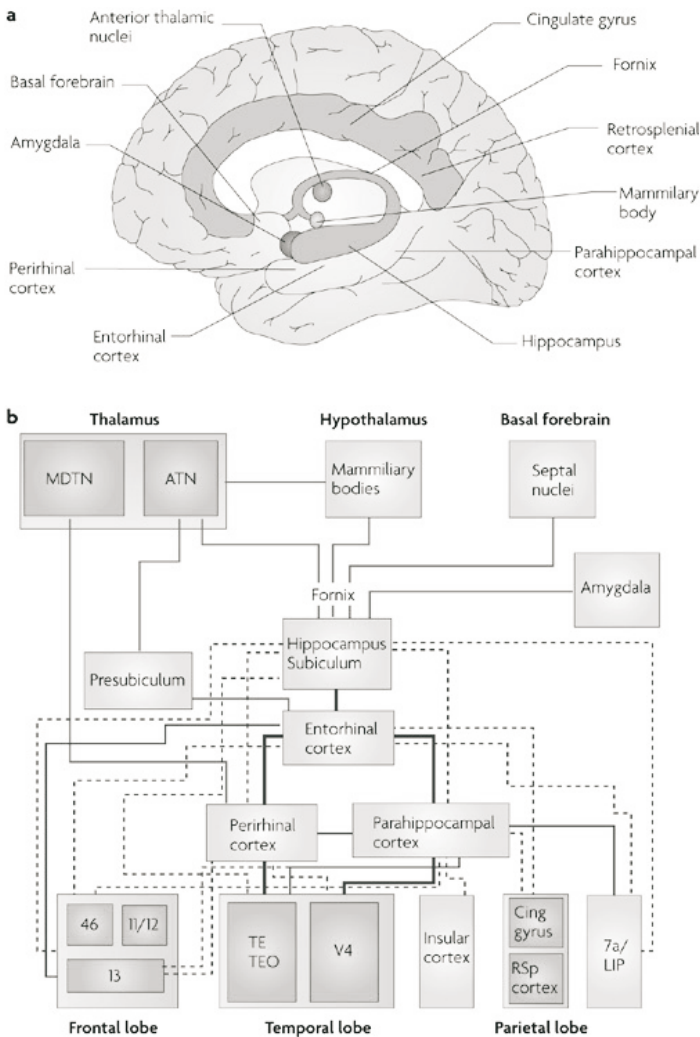 a
Anterior thalamic
nuclei
Cingulate gyrus
Basal forebrain
Fornix
Amygdala
Retrosplenial
cortex
Mammilary
body
Perirhinal
cortex
Parahippocampal
cortex
Entorhinal
cortex
Hippocampus
b
Thalamus
Hypothalamus
Basal forebrain
MDTN
ATN
Mammiliary
bodies
Septal
nuclei
Amygdala
Fornix
Hippocampus
Subiculum
Presubiculum
Entorhinal
cortex
Perirhinal
cortex
Parahippocampal
cortex
46
11/12
13
TE
TEO
V4
Insular
cortex
Cing
gyrus
RSp
cortex
7a/
LIP
Frontal lobe
Temporal lobe
Parietal lobe